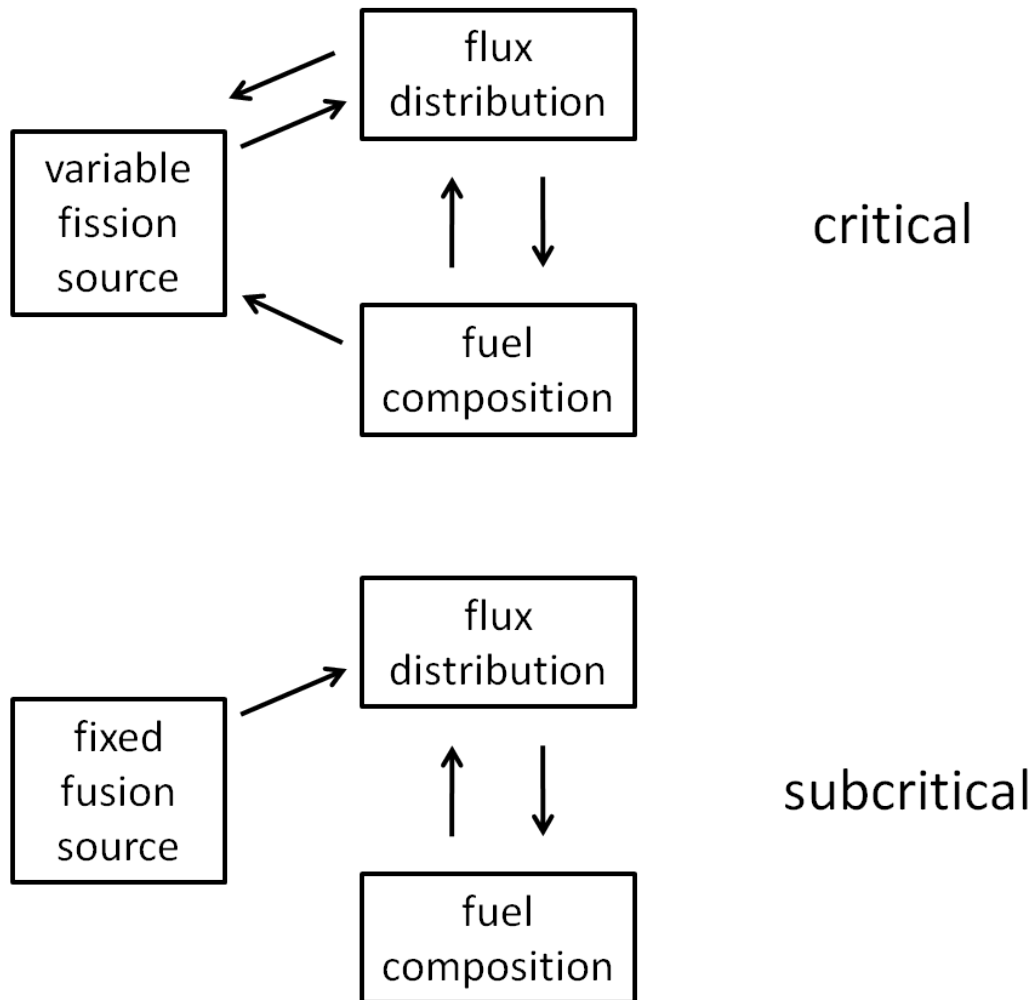 flux
distribution
variable
fission
source
critical
fuel
composition
flux
distribution
fixed
fusion
source
subcritical
fuel
composition